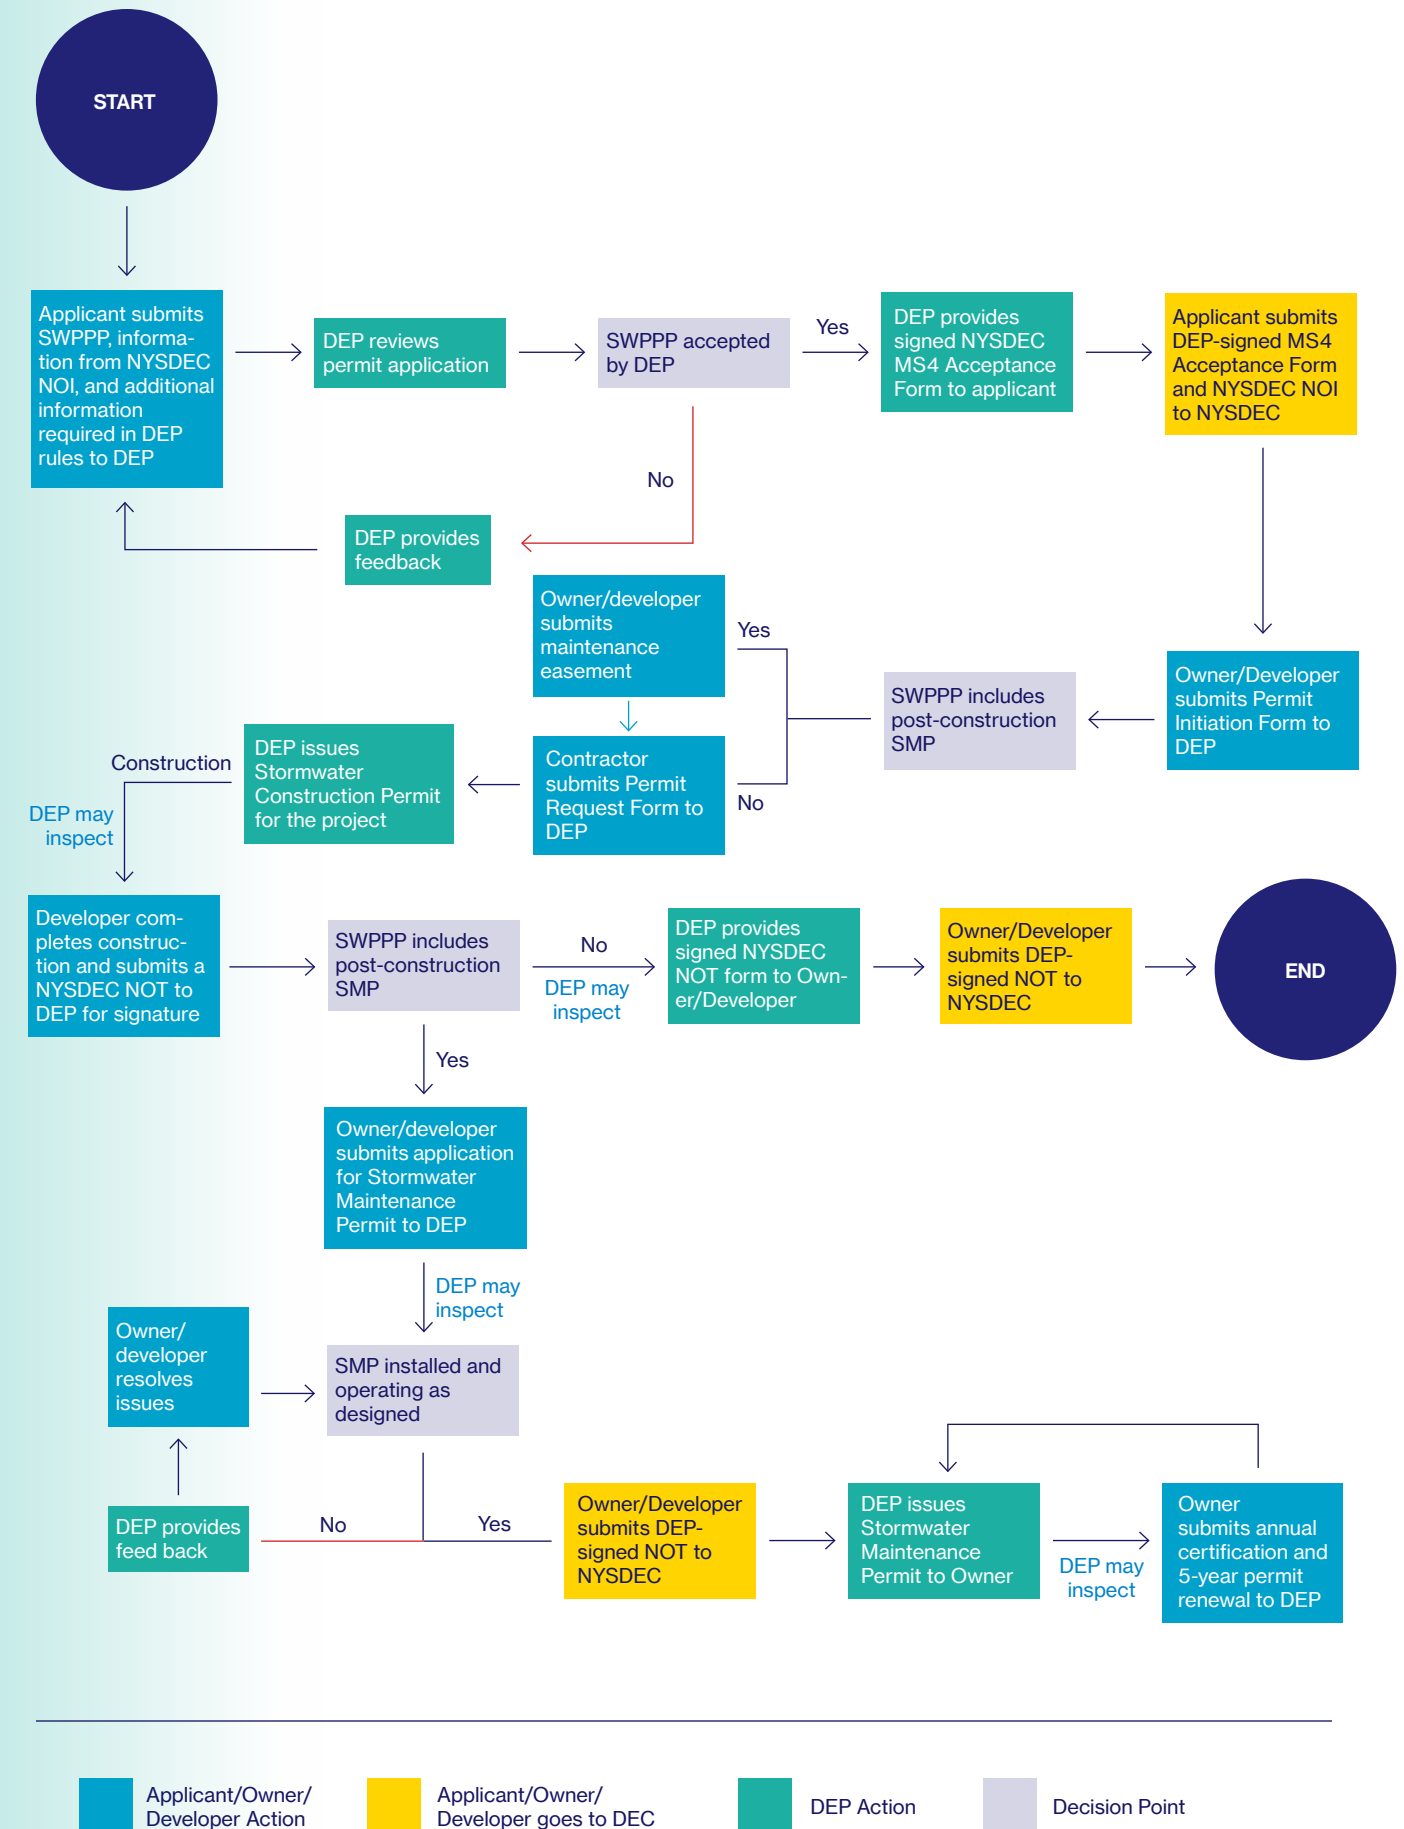 START
Applicant submits
SWPPP, informa-
tion from NYSDEC
NOI, and additional
information
required in DEP
rules to DEP
DEP reviews
permit application
SWPPP accepted
by DEP
Yes
DEP provides
signed NYSDEC
MS4 Acceptance
Form to applicant
Applicant submits
DEP-signed MS4
Acceptance Form
and NYSDEC NOI
to NYSDEC
No
DEP provides
feedback
Owner/developer
submits
maintenance
easement
Yes
SWPPP includes
post-construction
SMP
Owner/Developer
submits Permit
Initiation Form to
DEP
Construction
DEP may
inspect
DEP issues
Stormwater
Construction Permit
for the project
Contractor
submits Permit
Request Form to
DEP
No
Developer com-
pletes construc-
tion and submits a
NYSDEC NOT to
DEP for signature
SWPPP includes
post-construction
SMP
No
DEP may
inspect
DEP provides
signed NYSDEC
NOT form to Own-
er/Developer
Owner/Developer
submits DEP-
signed NOT to
NYSDEC
END
Yes
Owner/developer
submits application
for Stormwater
Maintenance
Permit to DEP
DEP may
inspect
Owner/
developer
resolves
issues
SMP installed and
operating as
designed
DEP provides
feed back
No
Yes
Owner/Developer
submits DEP-
signed NOT to
NYSDEC
DEP issues
Stormwater
Maintenance
Permit to Owner
DEP may
inspect
Owner
submits annual
certification and
5-year permit
renewal to DEP
Applicant/Owner/
Developer Action
Applicant/Owner/
Developer goes to DEC
DEP Action
Decision Point